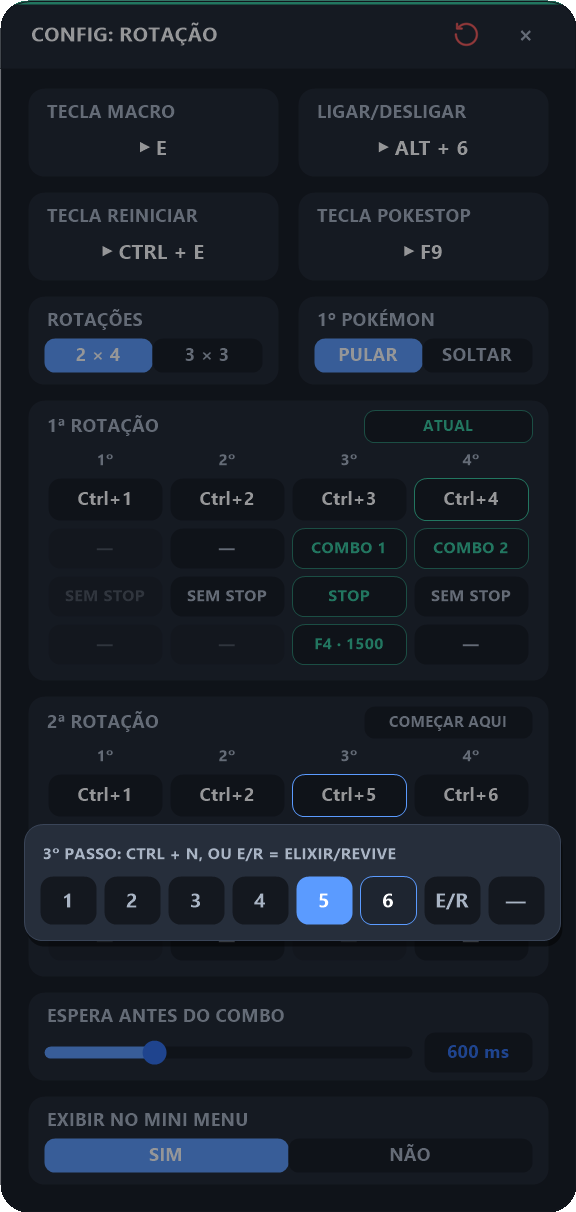 CONFIG: ROTAÇÃO ×
TECLA MACRO LIGAR/DESLIGAR
▶ E ▶ ALT + 6
TECLA REINICIAR TECLA POKESTOP
▶ CTRL + E ▶ F9
ROTAÇÕES 1º POKÉMON
2 × 4 3 × 3 PULAR SOLTAR
1ª ROTAÇÃO ATUAL
1º 2º 3º 4º
Ctrl+1 Ctrl+2 Ctrl+3 Ctrl+4
— — COMBO 1 COMBO 2
SEM STOP SEM STOP STOP SEM STOP
— — F4 · 1500 —
2ª ROTAÇÃO COMEÇAR AQUI
1º 2º 3º 4º
Ctrl+1 Ctrl+2 Ctrl+5 Ctrl+6
3º PASSO: CTRL + N, OU E/R = ELIXIR/REVIVE
1 2 3 4 5 6 E/R —
ESPERA ANTES DO COMBO
600 ms
EXIBIR NO MINI MENU
SIM NÃO